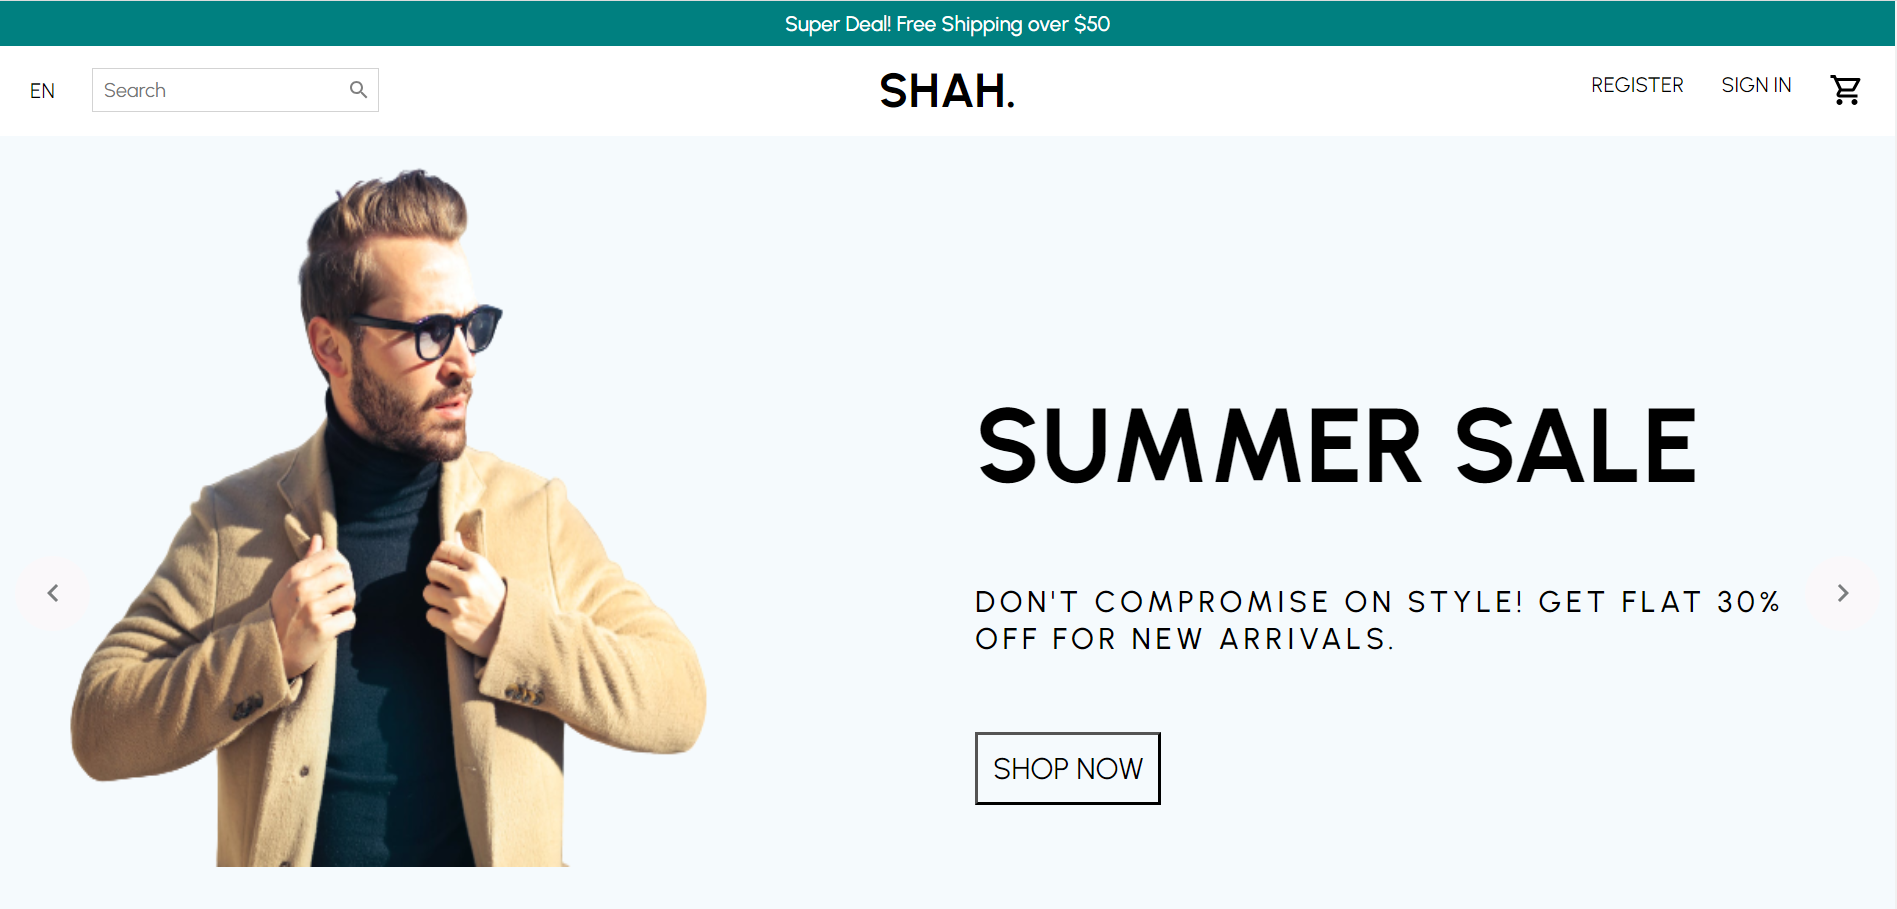 Super Deal! Free Shipping over $50
EN
Search
SHAH.
REGISTER
SIGN IN
SUMMER SALE
DON'T COMPROMISE ON STYLE! GET FLAT 30%
OFF FOR NEW ARRIVALS.
SHOP NOW